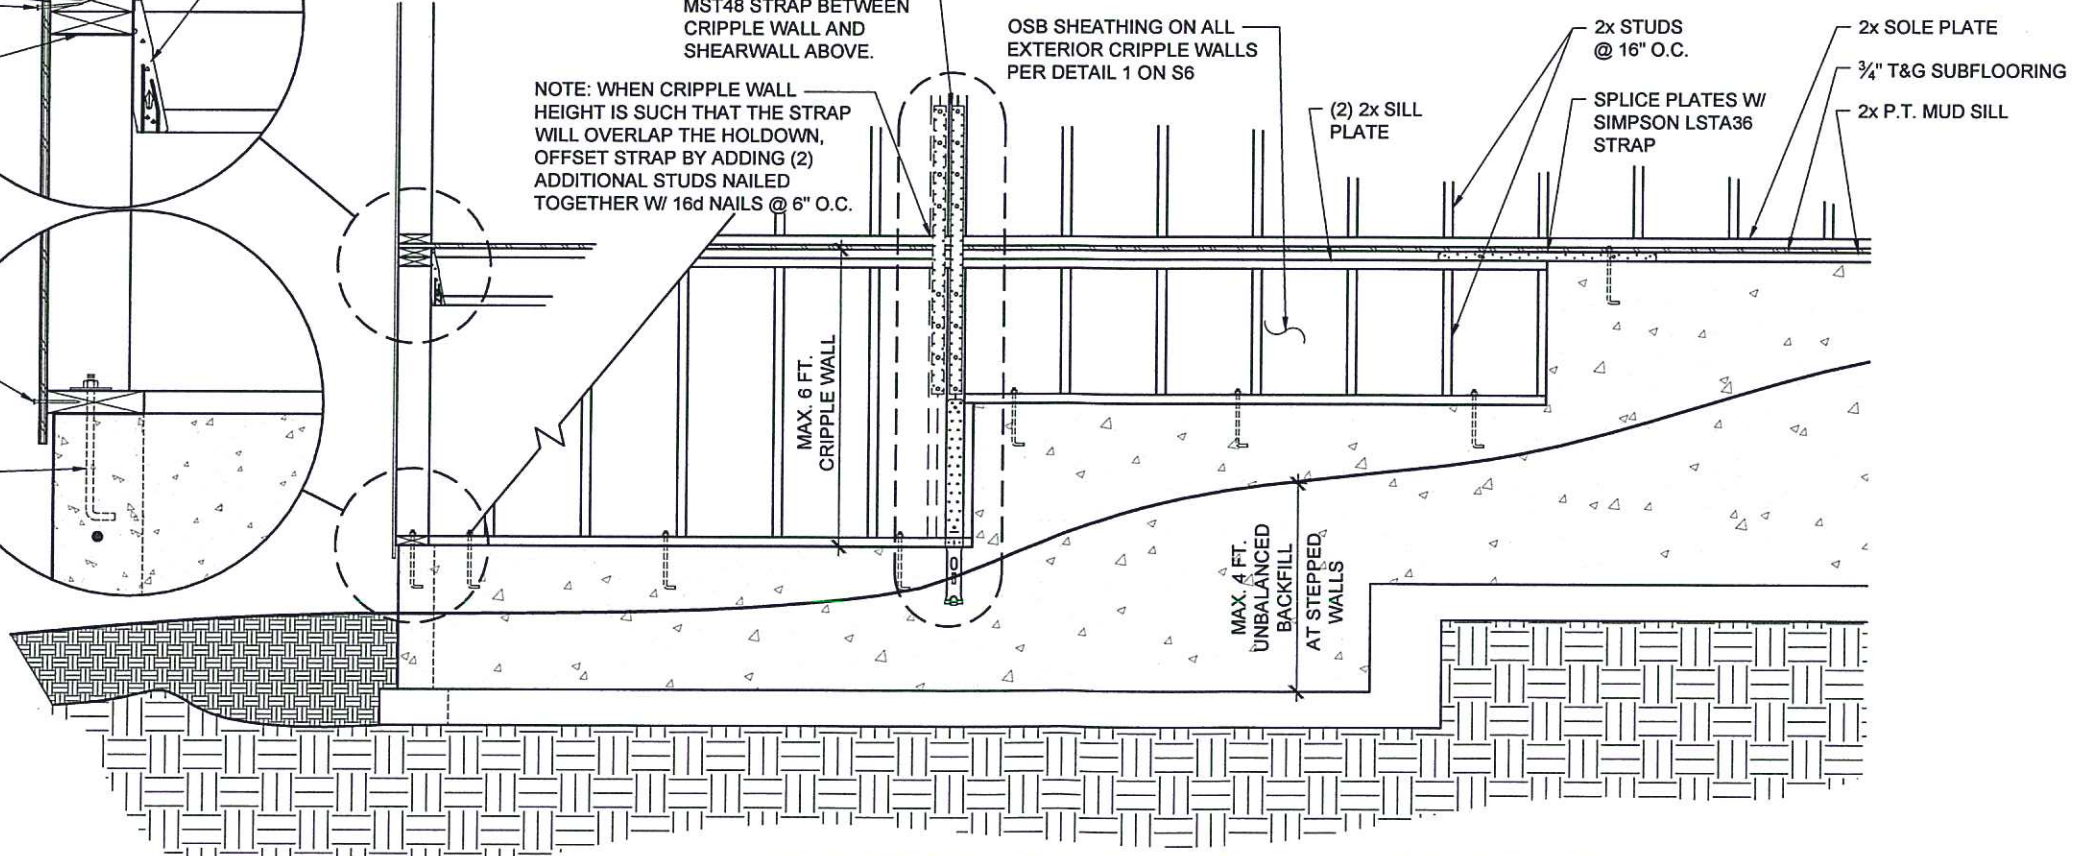 MST48 STRAP BETWEEN
CRIPPLE WALL AND
SHEARWALL ABOVE.
NOTE: WHEN CRIPPLE WALL
HEIGHT IS SUCH THAT THE STRAP
WILL OVERLAP THE HOLDOWN,
OFFSET STRAP BY ADDING (2)
ADDITIONAL STUDS NAILED
TOGETHER W/ 16d NAILS @ 6" O.C.
OSB SHEATHING ON ALL
EXTERIOR CRIPPLE WALLS
PER DETAIL 1 ON S6
(2) 2x SILL
PLATE
2x STUDS
@ 16" O.C.
SPLICE PLATES W/
SIMPSON LSTA36
STRAP
2x SOLE PLATE
¾" T&G SUBFLOORING
2x P.T. MUD SILL
MAX. 6 FT.
CRIPPLE WALL
MAX. 4 FT.
UNBALANCED
BACKFILL
AT STEPPED
WALLS